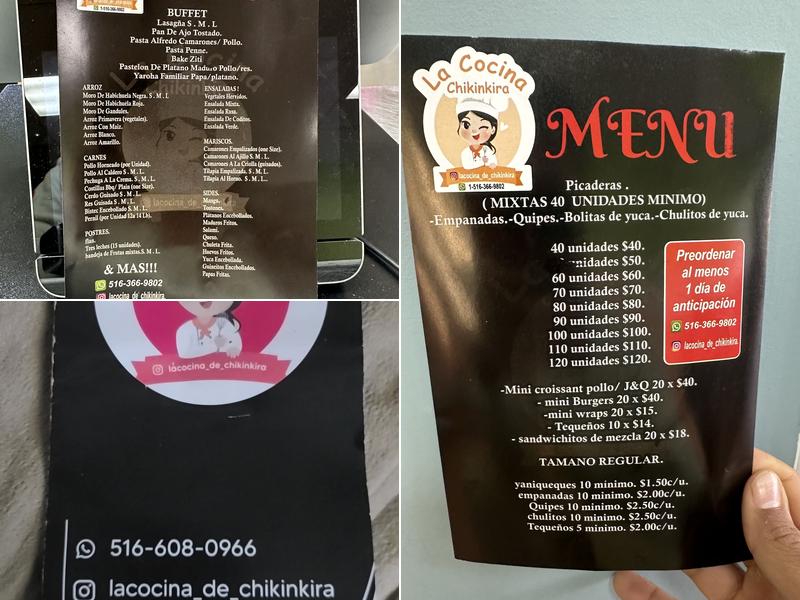 1-516-366-9802
BUFFET
Lasagña S . M . L
Pan De Ajo Tostado.
Pasta Alfredo Camarones/ Pollo.
Pasta Penne.
Bake Ziti
Pastelon De Platano Maduro Pollo/res.
Yaroha Familiar Papa/platano.
ARROZ
Moro De Habichuela Negra. S . M . L
Moro De Habichuela Roja.
Moro De Gandules.
Arroz Primavera (vegetales).
Arroz Con Maiz.
Arroz Blanco.
Arroz Amarillo.
CARNES
Pollo Horneado (por Unidad).
Pollo Al Caldero S . M . L .
Pechuga A La Crema. S . M . L .
Costillas Bbq/ Plain (one Size).
Cerdo Guisado S . M . L .
Res Guisada S . M . L .
Bistec Encebollado S . M . L .
Pernil (por Unidad 12a 14 Lb).
POSTRES.
flan.
Tres leches (15 unidades).
bandeja de Frutas mixtas.S . M . L
ENSALADAS !
Vegetales Hervidos.
Ensalada Mixta.
Ensalada Rusa.
Ensalada De Coditos.
Ensalada Verde.
MARISCOS.
Camarones Empalizados (one Size).
Camarones Al Ajillo S . M . L .
Camarones A La Criolla (guisados).
Tilapia Empalizada. S . M . L .
Tilapia Al Horno. S . M . L .
SIDES.
Mangu.
Tostones.
Platanos Encebollados.
Maduros Fritos.
Salami.
Queso.
Chuleta Frita.
Huevos Fritos.
Yuca Encebollada.
Guineitos Encebollados.
Papas Fritas.
& MAS!!!
516-366-9802
lacocina_de_chikinkira
lacocina_de_chikinkira
516-608-0966
lacocina_de_chikinkira
La Cocina
Chikinkira
lacocina_de_chikinkira
1-516-366-9802
MENU
Picaderas .
( MIXTAS 40 UNIDADES MINIMO)
-Empanadas.-Quipes.-Bolitas de yuca.-Chulitos de yuca.
40 unidades $40.
$50.
60 unidades $60.
70 unidades $70.
80 unidades $80.
90 unidades $90.
100 unidades $100.
110 unidades $110.
120 unidades $120.
Preordenar
al menos
1 día de
anticipación
516-366-9802
lacocina_de_chikinkira
-Mini croissant pollo/ J&Q 20 x $40.
- mini Burgers 20 x $40.
-mini wraps 20 x $15.
- Tequeños 10 x $14.
- sandwichitos de mezcla 20 x $18.
TAMANO REGULAR.
yaniqueques 10 minimo. $1.50c/u.
empanadas 10 minimo. $2.00c/u.
Quipes 10 minimo. $2.50c/u.
chulitos 10 minimo. $2.50c/u.
Tequeños 5 minimo. $2.00c/u.